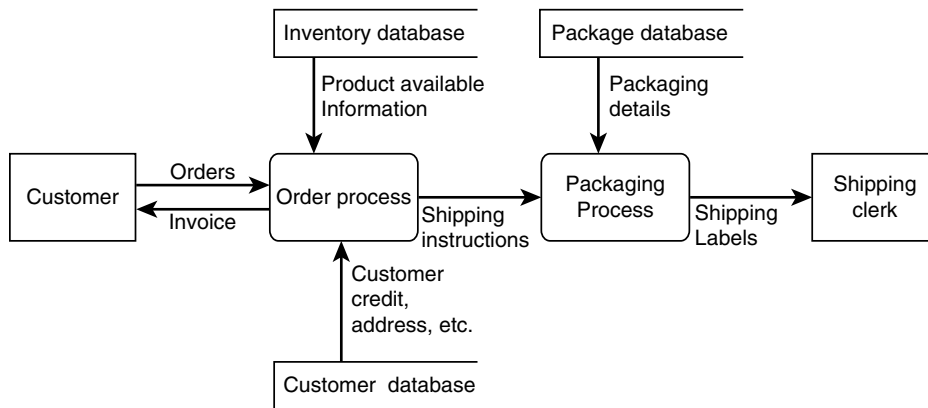 Inventory database
Package database
Product available
Information
Packaging
details
Customer
Orders
Invoice
Order process
Shipping
instructions
Packaging
Process
Shipping
Labels
Shipping
clerk
Customer
credit,
address, etc.
Customer database